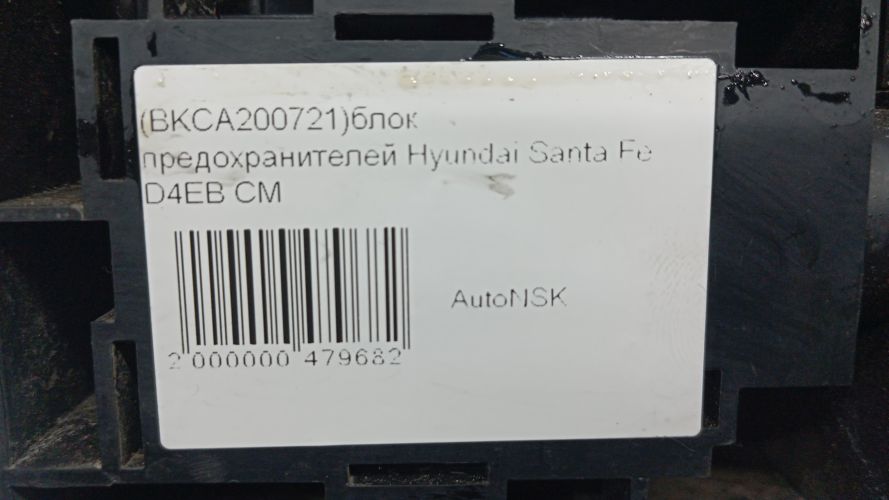 (BKCA200721)блок
предохранителей Hyundai Santa Fe
D4EB CM
AutoNSK
2 000000 479682